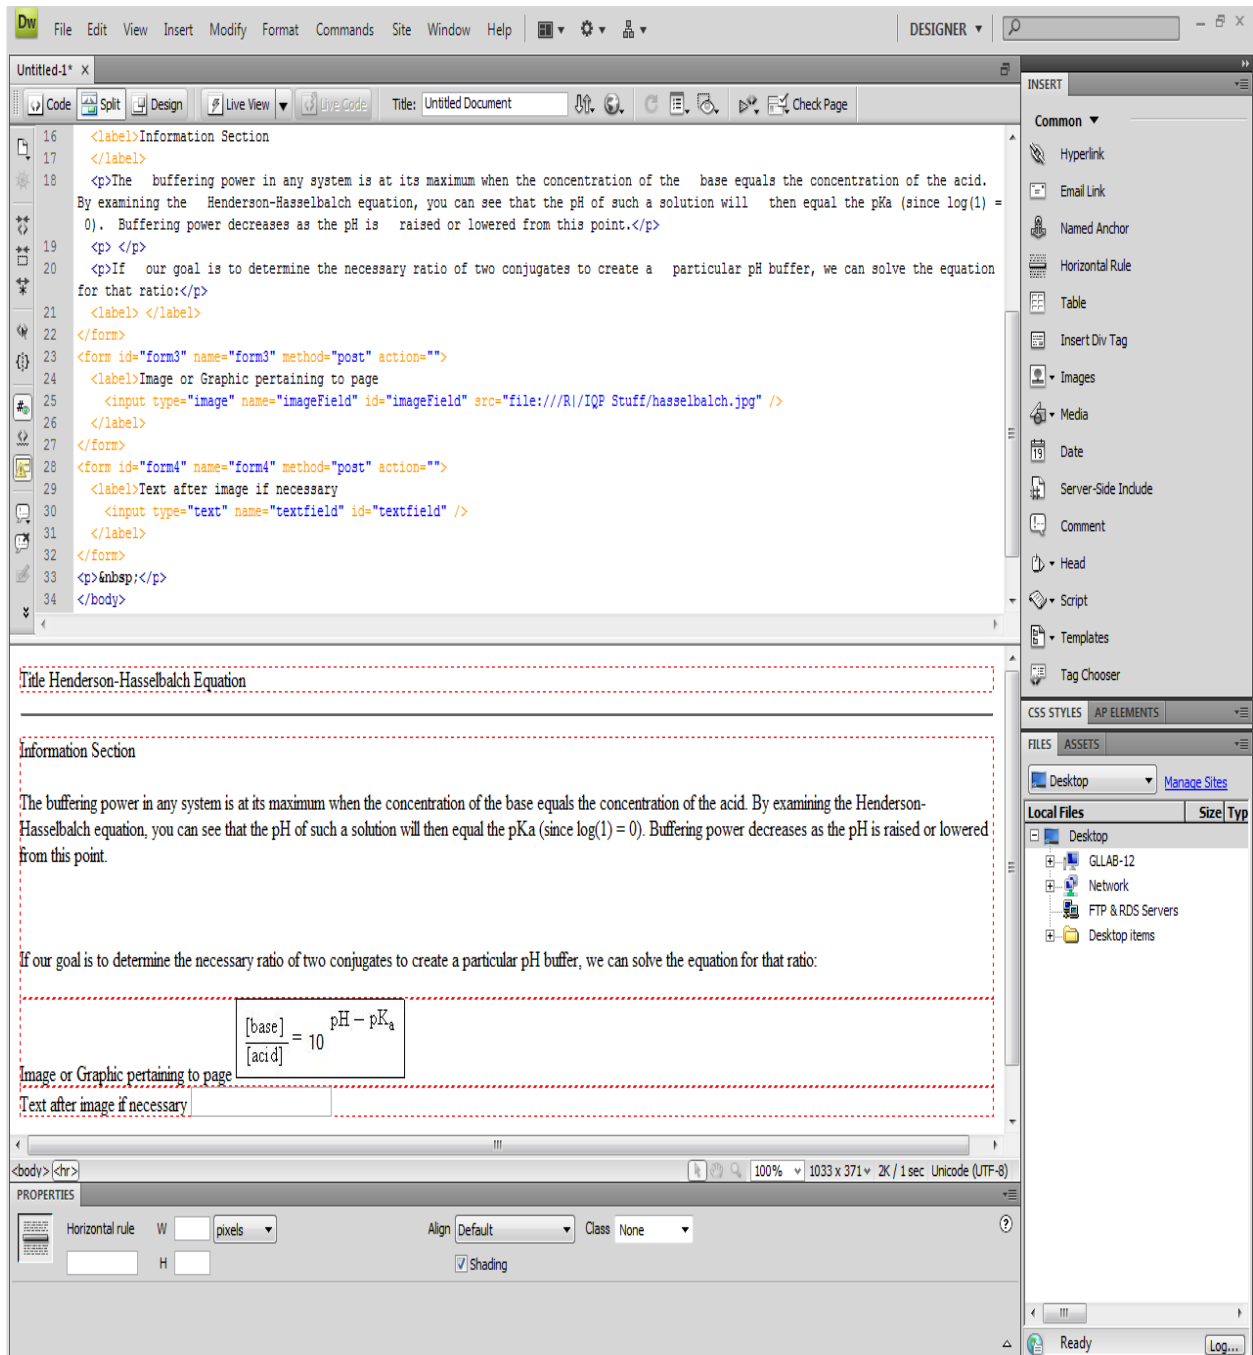 Dw File Edit View Insert Modify Format Commands Site Window Help DESIGNER
Untitled-1*
Code Split Design Live View Live Code Title: Untitled Document Check Page
16 <label>Information Section
17 </label>
18 <p>The buffering power in any system is at its maximum when the concentration of the base equals the concentration of the acid.
By examining the Henderson-Hasselbalch equation, you can see that the pH of such a solution will then equal the pKa (since log(1) =
0). Buffering power decreases as the pH is raised or lowered from this point.</p>
19 <p> </p>
20 <p>If our goal is to determine the necessary ratio of two conjugates to create a particular pH buffer, we can solve the equation
for that ratio:</p>
21 <label> </label>
22 </form>
23 <form id="form3" name="form3" method="post" action="">
24 <label>Image or Graphic pertaining to page
25 <input type="image" name="imageField" id="imageField" src="file:///R|/IQP Stuff/hasselbalch.jpg" />
26 </label>
27 </form>
28 <form id="form4" name="form4" method="post" action="">
29 <label>Text after image if necessary
30 <input type="text" name="textfield" id="textfield" />
31 </label>
32 </form>
33 <p>&nbsp;</p>
34 </body>
Title Henderson-Hasselbalch Equation
Information Section
The buffering power in any system is at its maximum when the concentration of the base equals the concentration of the acid. By examining the Henderson-
Hasselbalch equation, you can see that the pH of such a solution will then equal the pKa (since log(1) = 0). Buffering power decreases as the pH is raised or lowered
from this point.
If our goal is to determine the necessary ratio of two conjugates to create a particular pH buffer, we can solve the equation for that ratio:
[base]/[acid] = 10 pH – pKa
Image or Graphic pertaining to page
Text after image if necessary
<body> <hr> 100% 1033 x 371 2K / 1 sec Unicode (UTF-8)
PROPERTIES
Horizontal rule W pixels Align Default Class None
H Shading
INSERT
Common
Hyperlink
Email Link
Named Anchor
Horizontal Rule
Table
Insert Div Tag
Images
Media
Date
Server-Side Include
Comment
Head
Script
Templates
Tag Chooser
CSS STYLES AP ELEMENTS
FILES ASSETS
Desktop Manage Sites
Local Files Size Typ
Desktop
GLLAB-12
Network
FTP & RDS Servers
Desktop items
Ready Log...